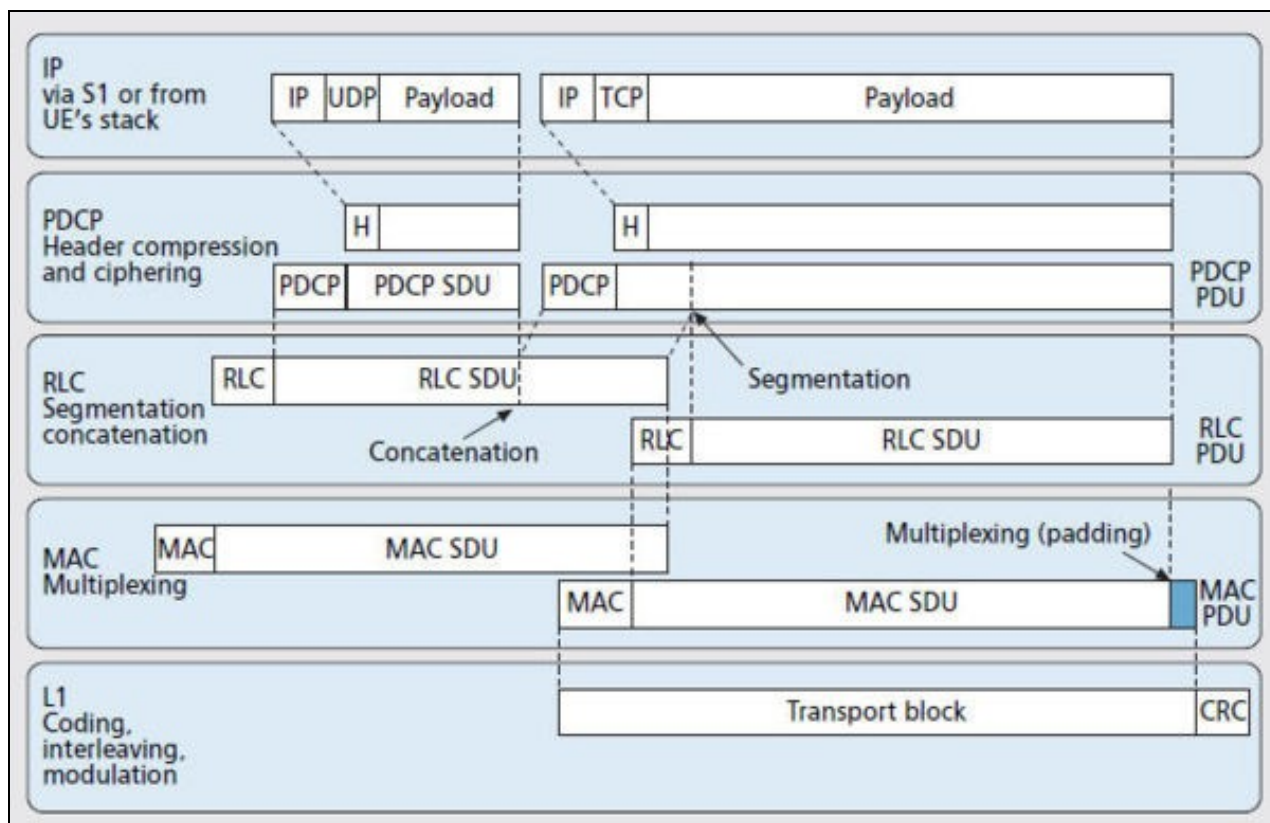 IP
via S1 or from
UE's stack
IP UDP Payload
IP TCP Payload
PDCP
Header compression
and ciphering
H
H
PDCP PDCP SDU
PDCP
PDCP
PDU
RLC
Segmentation
concatenation
RLC RLC SDU
Segmentation
Concatenation
RLC RLC SDU
RLC
PDU
MAC
Multiplexing
MAC MAC SDU
Multiplexing (padding)
MAC MAC SDU
MAC
PDU
L1
Coding,
interleaving,
modulation
Transport block CRC